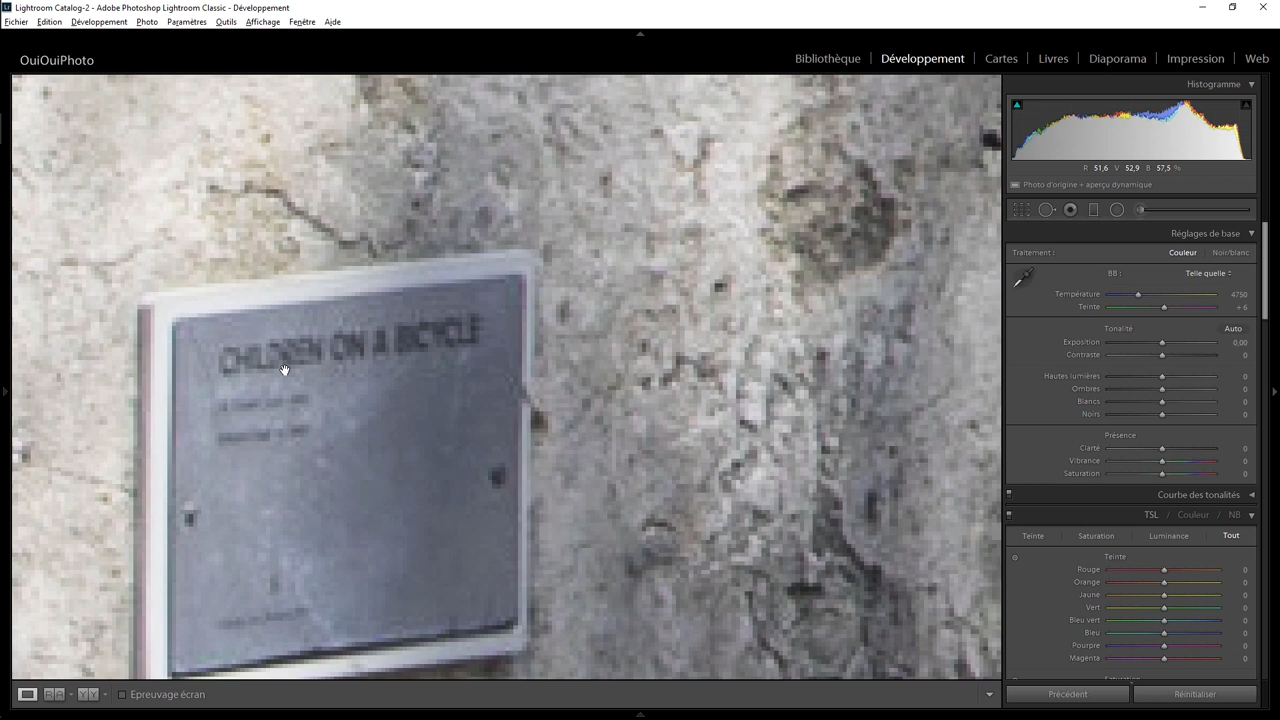 Lightroom Catalog-2 - Adobe Photoshop Lightroom Classic - Développement
Fichier Edition Développement Photo Paramètres Outils Affichage Fenêtre Aide
OuiOuiPhoto
Bibliothèque | Développement | Cartes | Livres | Diaporama | Impression | Web
Histogramme
R 51,6 V 52,9 B 57,5 %
Photo d'origine + aperçu dynamique
Réglages de base
Traitement : Couleur Noir/blanc
BB : Telle quelle
Température 4750
Teinte + 6
Tonalité Auto
Exposition 0,00
Contraste 0
Hautes lumières 0
Ombres 0
Blancs 0
Noirs 0
Présence
Clarté 0
Vibrance 0
Saturation 0
Courbe des tonalités
TSL / Couleur / NB
Teinte Saturation Luminance Tout
Teinte
Rouge 0
Orange 0
Jaune 0
Vert 0
Bleu vert 0
Bleu 0
Pourpre 0
Magenta 0
CHILDREN ON A BICYCLE
Epreuvage écran
Précédent Réinitialiser